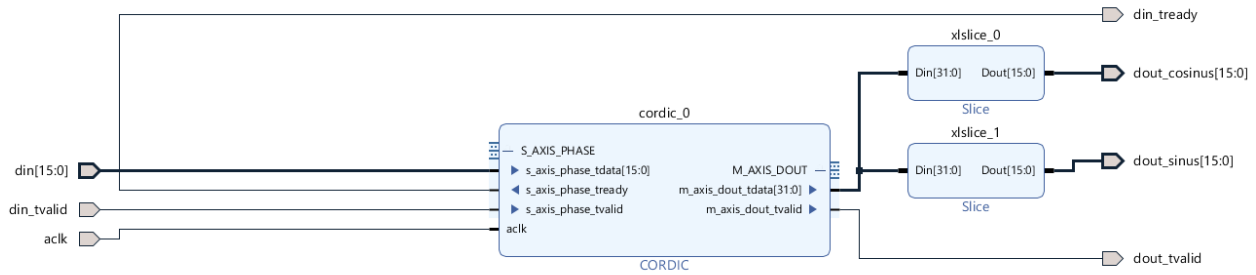 din_tready
xlslice_0
Din[31:0] Dout[15:0]
dout_cosinus[15:0]
Slice
cordic_0
xlslice_1
S_AXIS_PHASE
din[15:0]
s_axis_phase_tdata[15:0]
M_AXIS_DOUT
Din[31:0] Dout[15:0]
dout_sinus[15:0]
s_axis_phase_tready
m_axis_dout_tdata[31:0]
Slice
din_tvalid
s_axis_phase_tvalid
m_axis_dout_tvalid
aclk
aclk
dout_tvalid
CORDIC